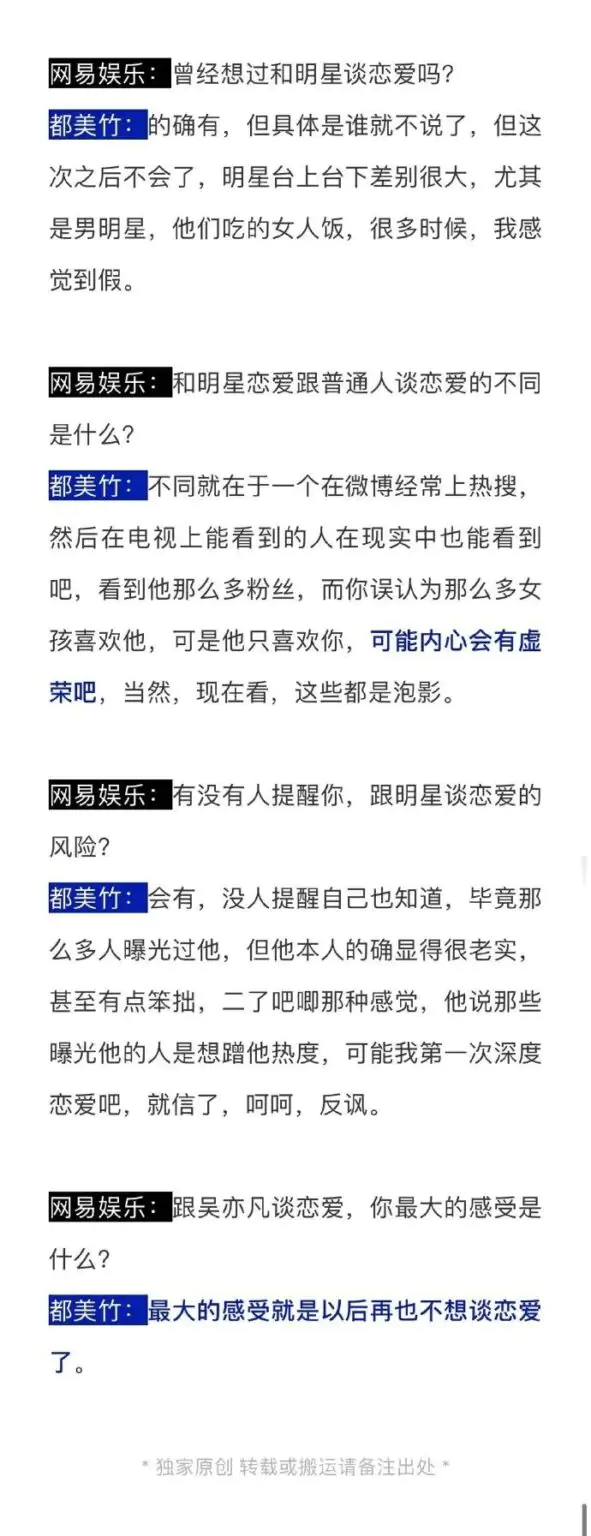 网易娱乐：曾经想过和明星谈恋爱吗？
都美竹：的确有，但具体是谁就不说了，但这
次之后不会了，明星台上台下差别很大，尤其
是男明星，他们吃的女人饭，很多时候，我感
觉到假。
网易娱乐：和明星恋爱跟普通人谈恋爱的不同
是什么？
都美竹：不同就在于一个在微博经常上热搜，
然后在电视上能看到的人在现实中也能看到
吧，看到他那么多粉丝，而你误认为那么多女
孩喜欢他，可是他只喜欢你，可能内心会有虚
荣吧，当然，现在看，这些都是泡影。
网易娱乐：有没有人提醒你，跟明星谈恋爱的
风险？
都美竹：会有，没人提醒自己也知道，毕竟那
么多人曝光过他，但他本人的确显得很老实，
甚至有点笨拙，二了吧唧那种感觉，他说那些
曝光他的人是想蹭他热度，可能我第一次深度
恋爱吧，就信了，呵呵，反讽。
网易娱乐：跟吴亦凡谈恋爱，你最大的感受是
什么？
都美竹：最大的感受就是以后再也不想谈恋爱
了。
* 独家原创 转载或搬运请备注出处 *